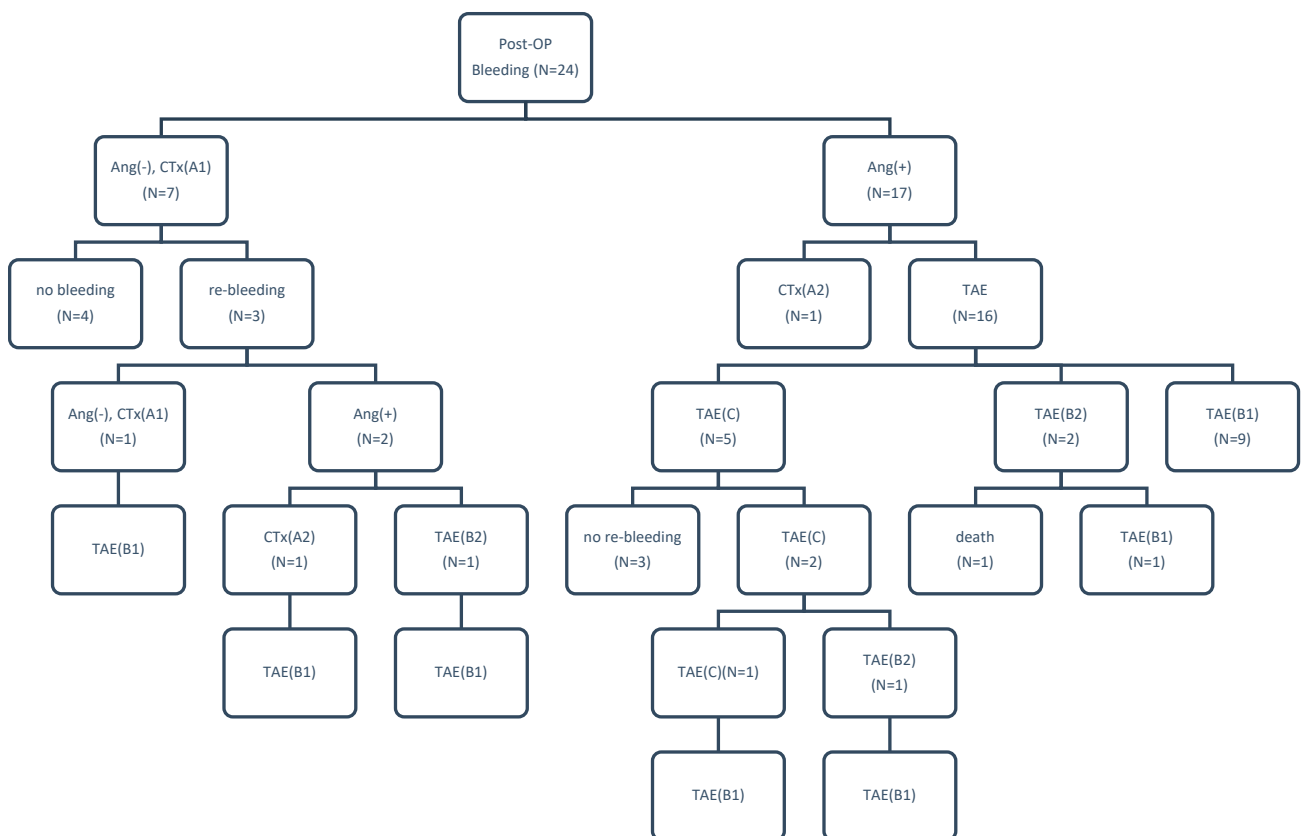 Post-OP
Bleeding (N=24)
Ang(-), CTx(A1)
(N=7)
Ang(+)
(N=17)
no bleeding
(N=4)
re-bleeding
(N=3)
CTx(A2)
(N=1)
TAE
(N=16)
Ang(-), CTx(A1)
(N=1)
Ang(+)
(N=2)
TAE(C)
(N=5)
TAE(B2)
(N=2)
TAE(B1)
(N=9)
TAE(B1)
CTx(A2)
(N=1)
TAE(B2)
(N=1)
no re-bleeding
(N=3)
TAE(C)
(N=2)
death
(N=1)
TAE(B1)
(N=1)
TAE(B1)
TAE(B1)
TAE(C)(N=1)
TAE(B2)
(N=1)
TAE(B1)
TAE(B1)